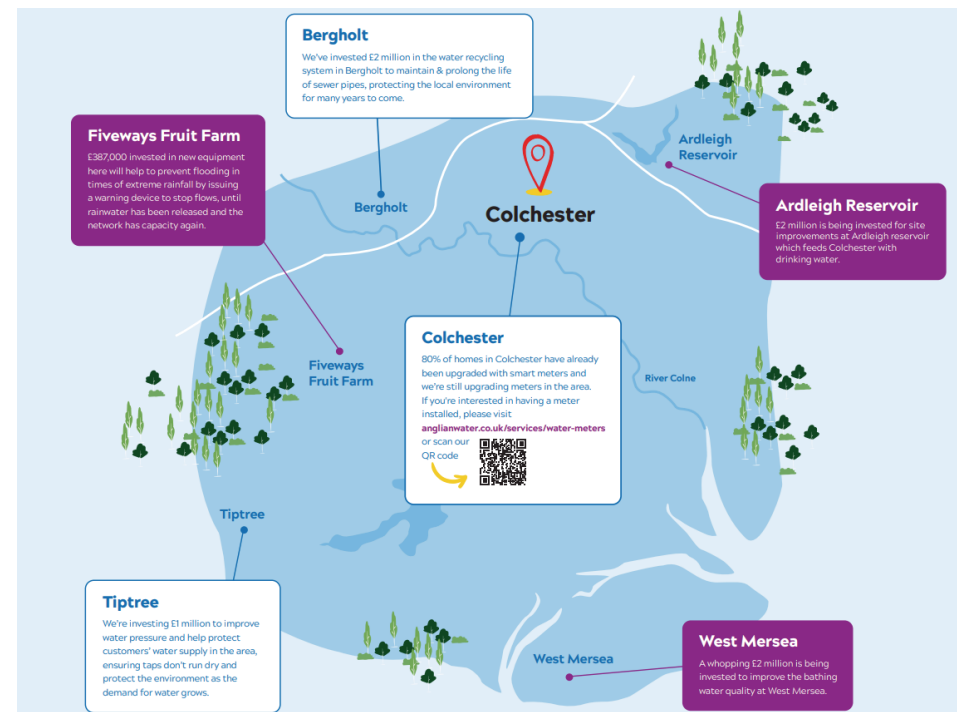 Bergholt
We've invested £2 million in the water recycling
system in Bergholt to maintain & prolong the life
of sewer pipes, protecting the local environment
for many years to come.
Fiveways Fruit Farm
£387,000 invested in new equipment
here will help to prevent flooding in
times of extreme rainfall by issuing
a warning device to stop flows, until
rainwater has been released and the
network has capacity again.
Ardleigh
Reservoir
Bergholt
Colchester
Ardleigh Reservoir
£2 million is being invested for site
improvements at Ardleigh reservoir
which feeds Colchester with
drinking water.
Colchester
80% of homes in Colchester have already
been upgraded with smart meters and
we're still upgrading meters in the area.
If you're interested in having a meter
installed, please visit
anglianwater.co.uk/services/water-meters
or scan our
QR code
Fiveways
Fruit Farm
River Colne
Tiptree
Tiptree
We're investing £1 million to improve
water pressure and help protect
customers' water supply in the area,
ensuring taps don't run dry and
protect the environment as the
demand for water grows.
West Mersea
West Mersea
A whopping £2 million is being
invested to improve the bathing
water quality at West Mersea.